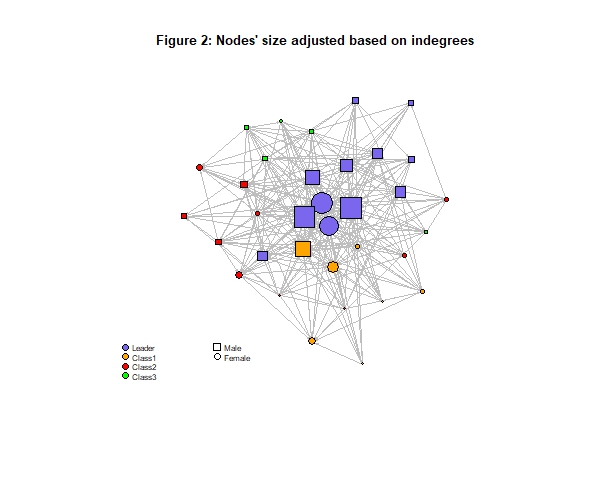 Figure 2: Nodes' size adjusted based on indegrees
Leader
Class1
Class2
Class3
Male
Female